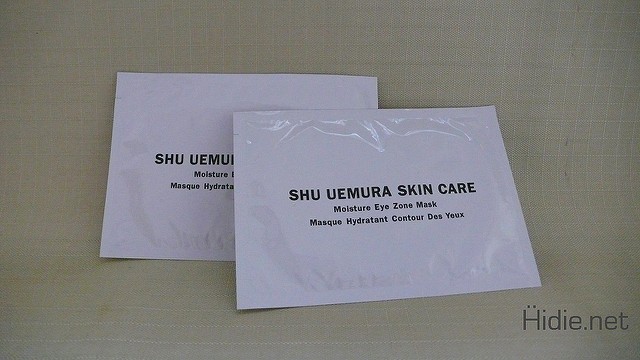 SHU UEMU
Moisture E
Masque Hydrata
SHU UEMURA SKIN CARE
Moisture Eye Zone Mask
Masque Hydratant Contour Des Yeux
Hidie.net